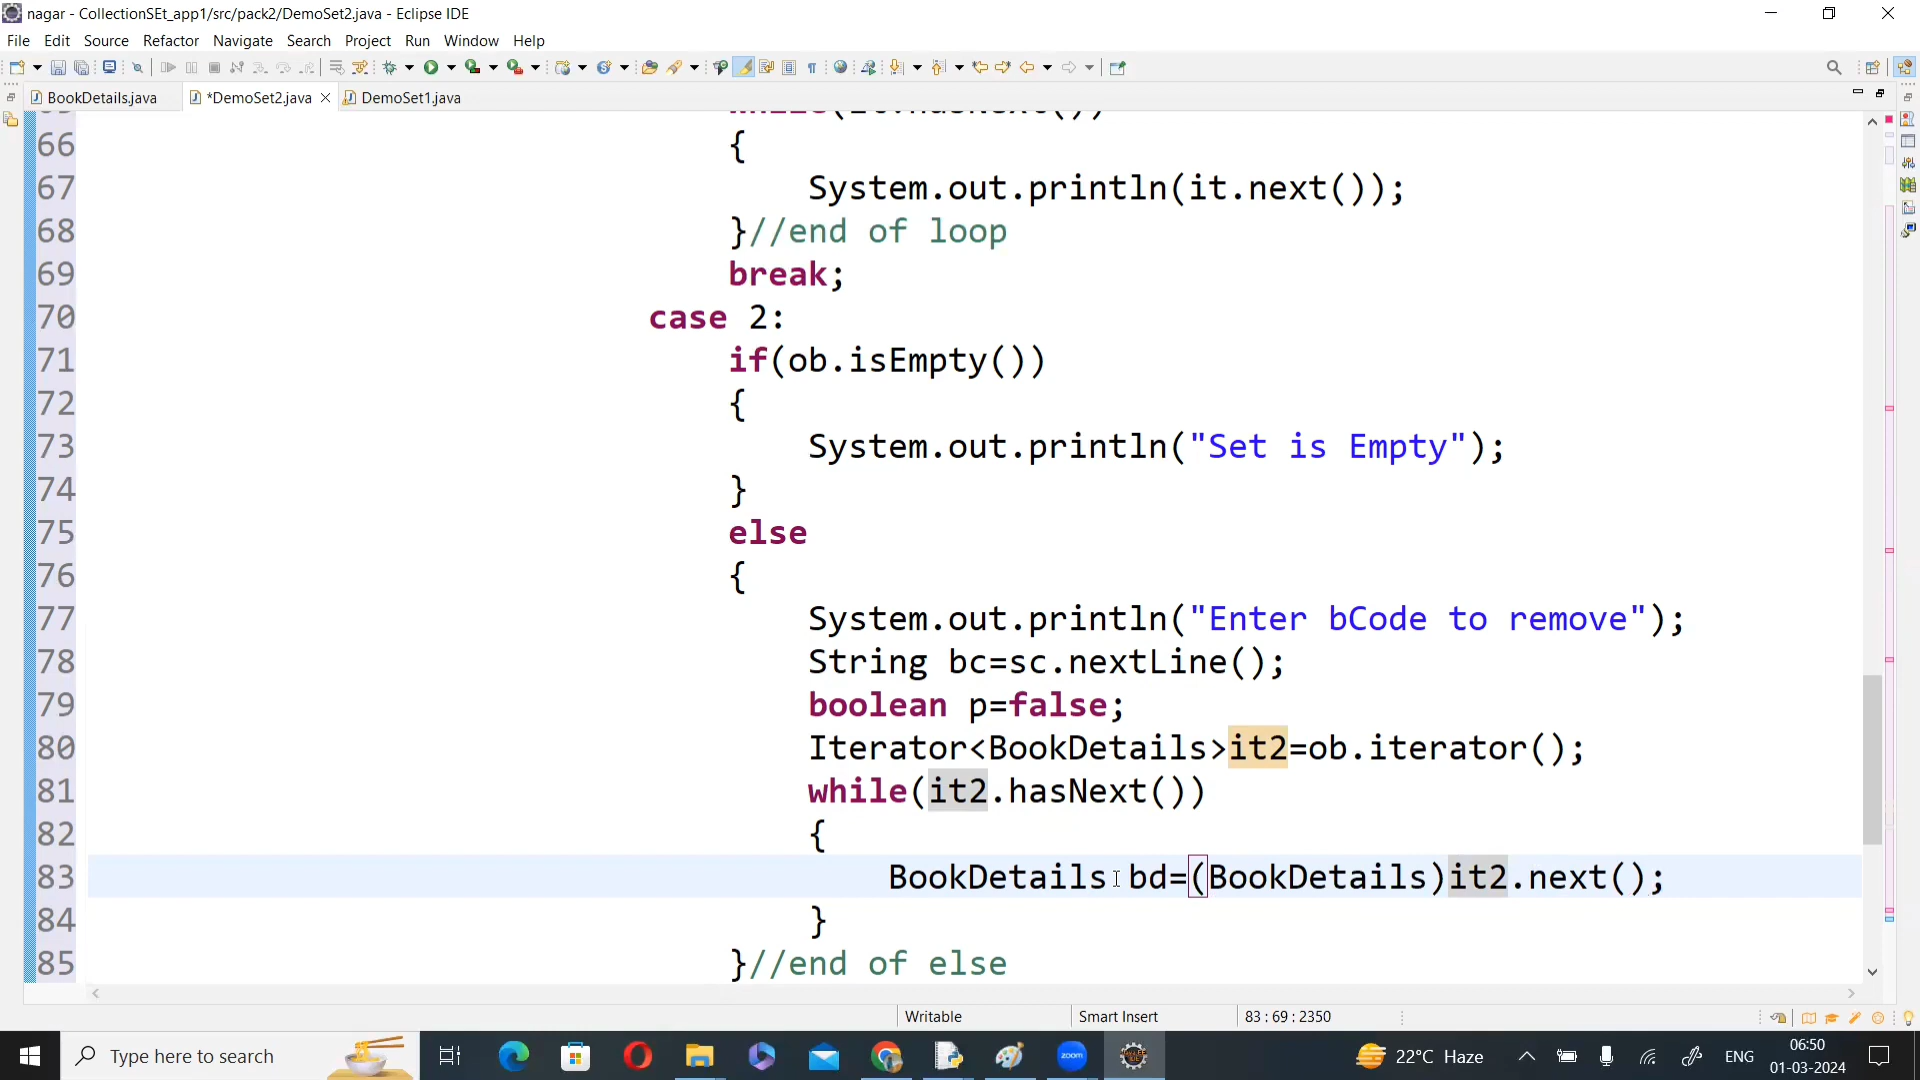 nagar - CollectionSEt_app1/src/pack2/DemoSet2.java - Eclipse IDE
File Edit Source Refactor Navigate Search Project Run Window Help
BookDetails.java *DemoSet2.java DemoSet1.java
66 {
67 System.out.println(it.next());
68 }//end of loop
69 break;
70 case 2:
71 if(ob.isEmpty())
72 {
73 System.out.println("Set is Empty");
74 }
75 else
76 {
77 System.out.println("Enter bCode to remove");
78 String bc=sc.nextLine();
79 boolean p=false;
80 Iterator<BookDetails>it2=ob.iterator();
81 while(it2.hasNext())
82 {
83 BookDetails bd=(BookDetails)it2.next();
84 }
85 }//end of else
Writable Smart Insert 83 : 69 : 2350
Type here to search zoom 22°C Haze ENG 06:50
01-03-2024